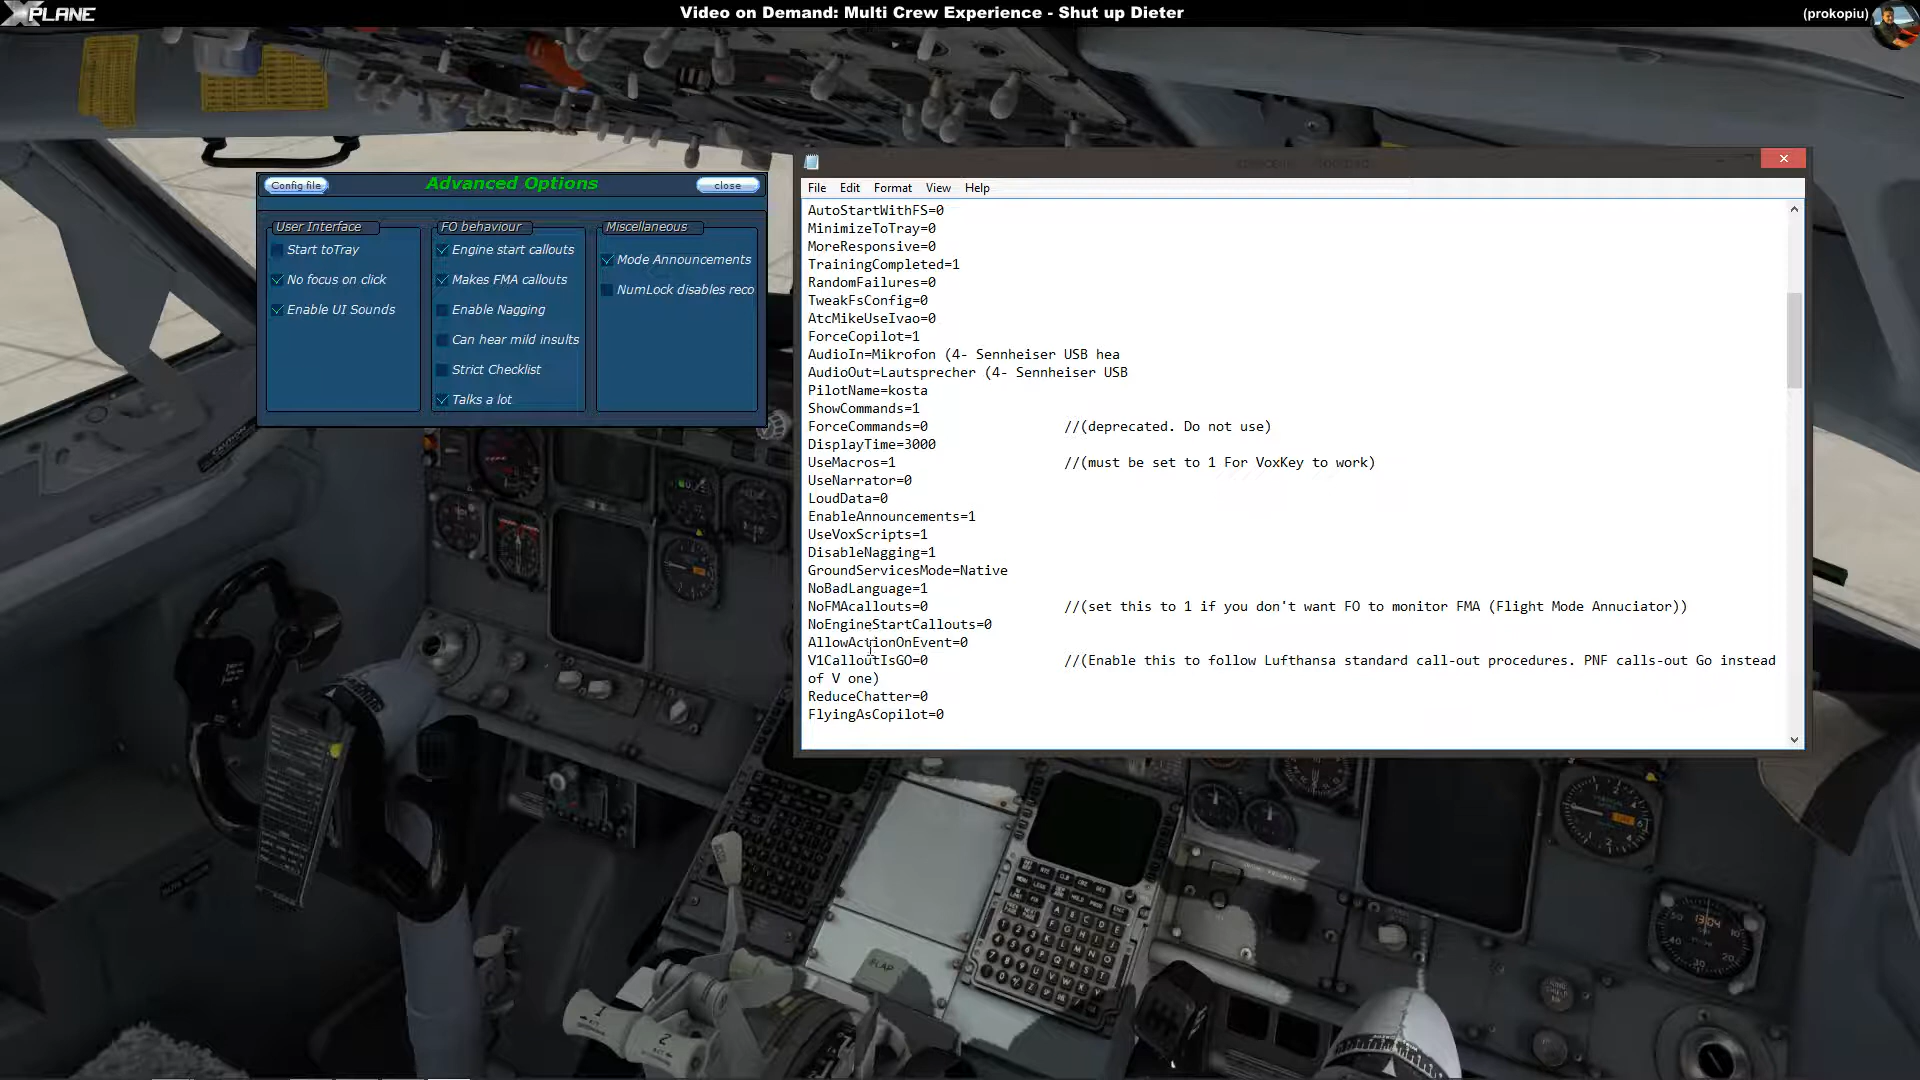 X PLANE
Video on Demand: Multi Crew Experience - Shut up Dieter
(prokopiu)
Config file
Advanced Options
close
User Interface
Start toTray
No focus on click
Enable UI Sounds
FO behaviour
Engine start callouts
Makes FMA callouts
Enable Nagging
Can hear mild insults
Strict Checklist
Talks a lot
Miscellaneous
Mode Announcements
NumLock disables reco
File Edit Format View Help
AutoStartWithFS=0
MinimizeToTray=0
MoreResponsive=0
TrainingCompleted=1
RandomFailures=0
TweakFsConfig=0
AtcMikeUseIvao=0
ForceCopilot=1
AudioIn=Mikrofon (4- Sennheiser USB hea
AudioOut=Lautsprecher (4- Sennheiser USB
PilotName=kosta
ShowCommands=1
ForceCommands=0 //(deprecated. Do not use)
DisplayTime=3000
UseMacros=1 //(must be set to 1 For VoxKey to work)
UseNarrator=0
LoudData=0
EnableAnnouncements=1
UseVoxScripts=1
DisableNagging=1
GroundServicesMode=Native
NoBadLanguage=1
NoFMAcallouts=0 //(set this to 1 if you don't want FO to monitor FMA (Flight Mode Annuciator))
NoEngineStartCallouts=0
AllowActionOnEvent=0
V1CalloutIsGO=0 //(Enable this to follow Lufthansa standard call-out procedures. PNF calls-out Go instead
of V one)
ReduceChatter=0
FlyingAsCopilot=0
FLAP
1
2